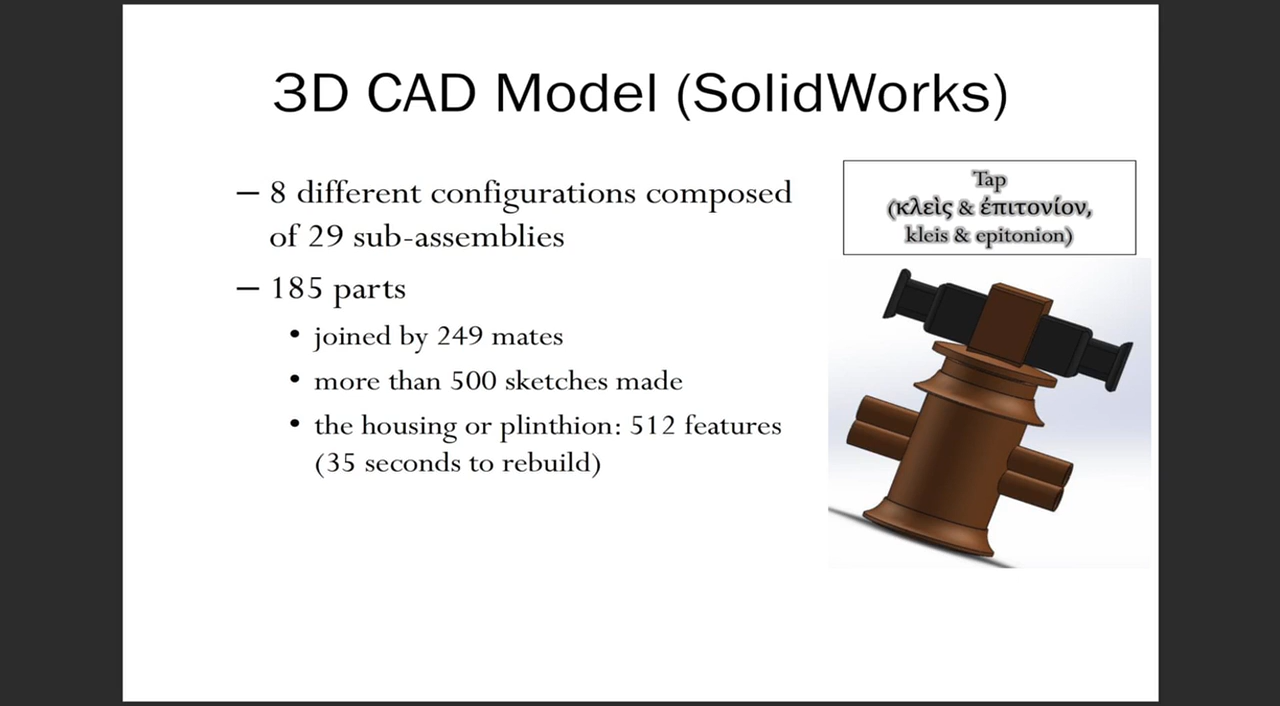 3D CAD Model (SolidWorks)
– 8 different configurations composed
of 29 sub-assemblies
– 185 parts
• joined by 249 mates
• more than 500 sketches made
• the housing or plinthion: 512 features
(35 seconds to rebuild)
Tap
(κλεὶς & ἐπιτονίον,
kleis & epitonion)